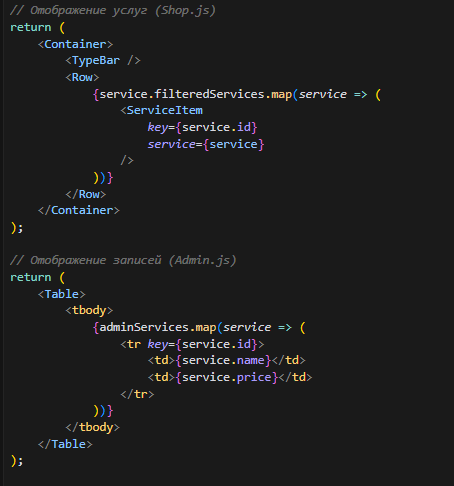 // Отображение услуг (Shop.js)
return (
    <Container>
        <TypeBar />
        <Row>
            {service.filteredServices.map(service => (
                <ServiceItem
                    key={service.id}
                    service={service}
                />
            ))}
        </Row>
    </Container>
);

// Отображение записей (Admin.js)
return (
    <Table>
        <tbody>
            {adminServices.map(service => (
                <tr key={service.id}>
                    <td>{service.name}</td>
                    <td>{service.price}</td>
                </tr>
            ))}
        </tbody>
    </Table>
);